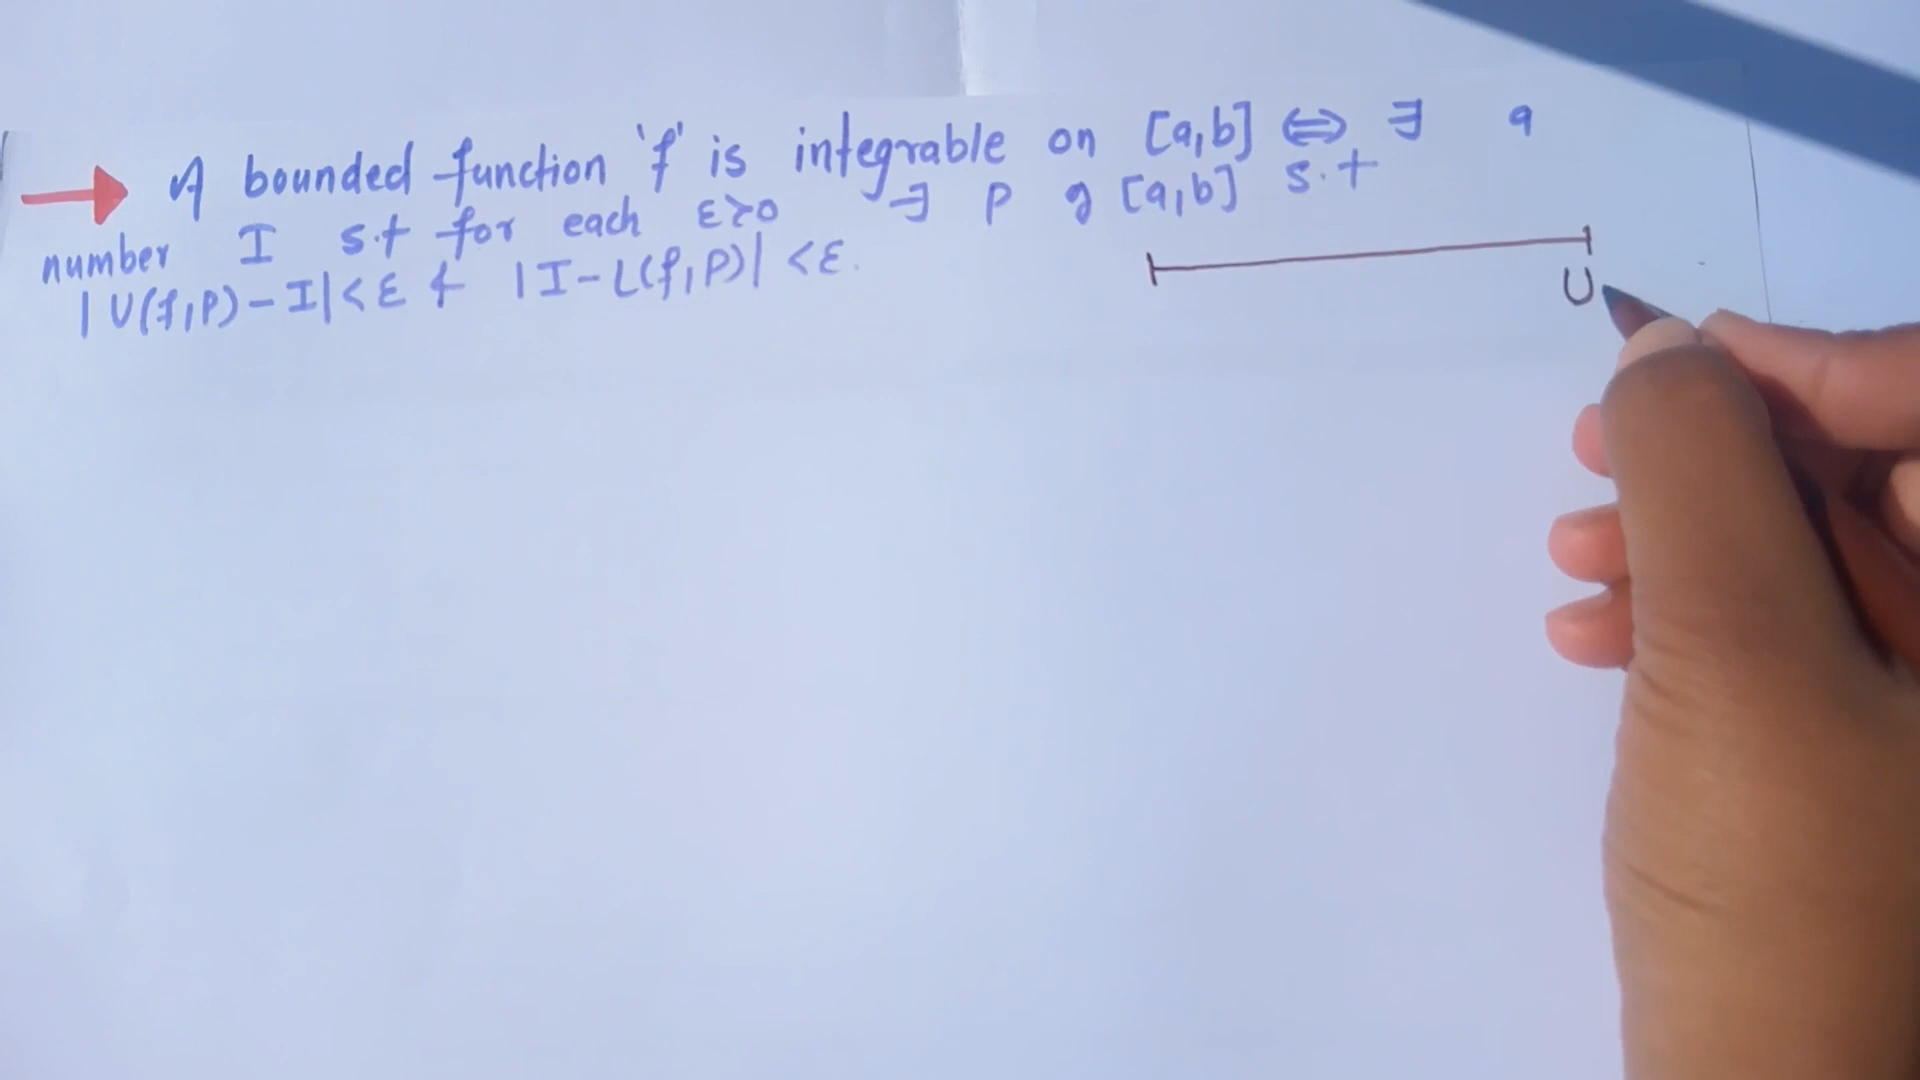 A bounded function 'f' is integrable on [a,b] ⇔ ∃ a
number I s.t for each ε>0 ∃ P of [a,b] s.t
|U(f,P)-I|<ε & |I-L(f,P)|<ε.
U